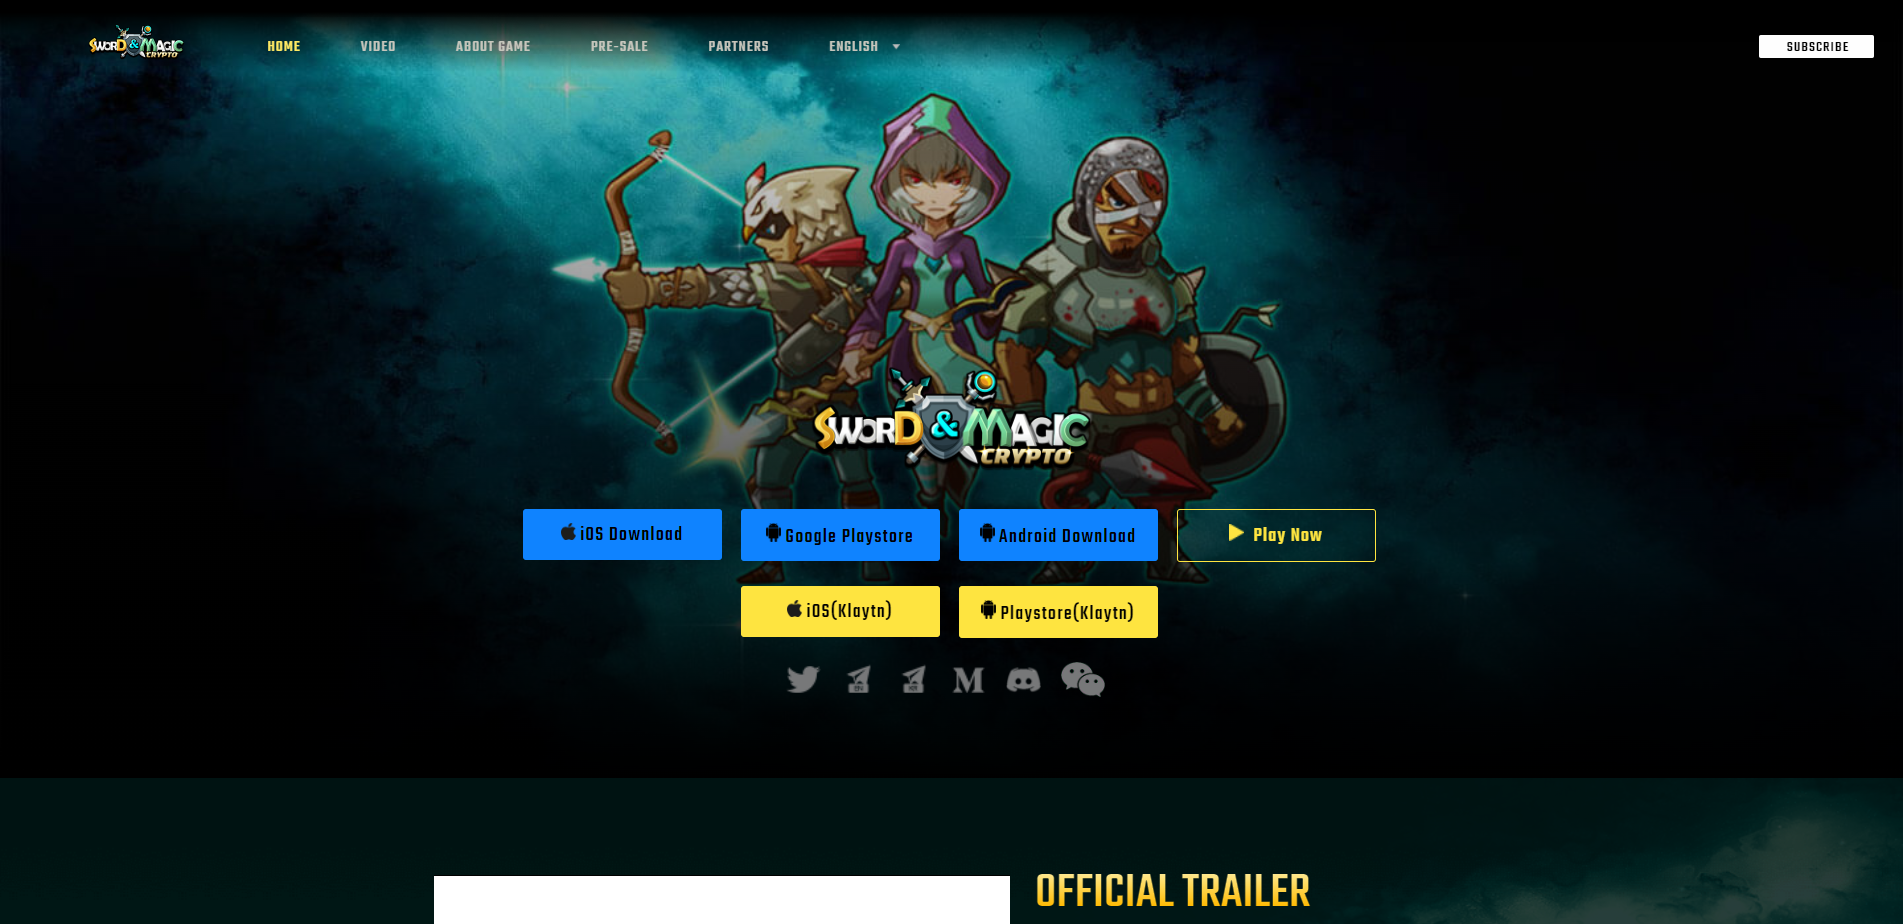 SWORD & MAGIC
CRYPTO
HOME
VIDEO
ABOUT GAME
PRE-SALE
PARTNERS
ENGLISH
SUBSCRIBE
SWORD & MAGIC
CRYPTO
iOS Download
Google Playstore
Android Download
Play Now
iOS(Klaytn)
Playstore(Klaytn)
OFFICIAL TRAILER